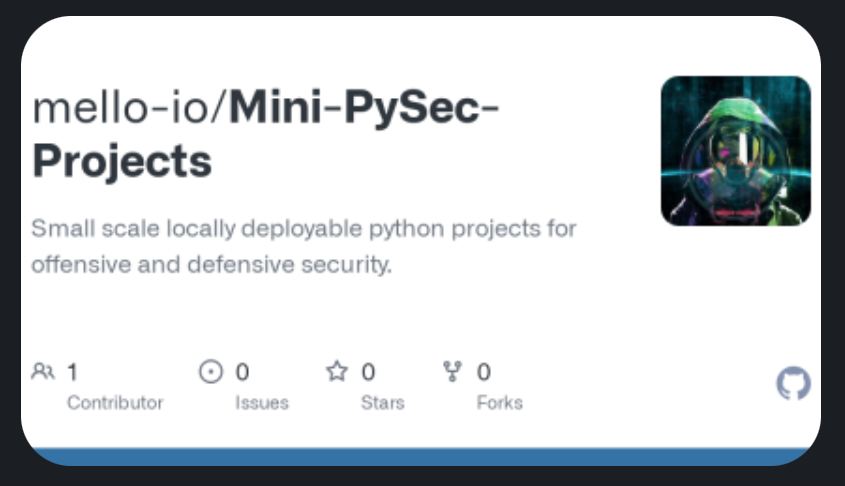 mello-io/Mini-PySec-
Projects
Small scale locally deployable python projects for
offensive and defensive security.
1
Contributor
0
Issues
0
Stars
0
Forks